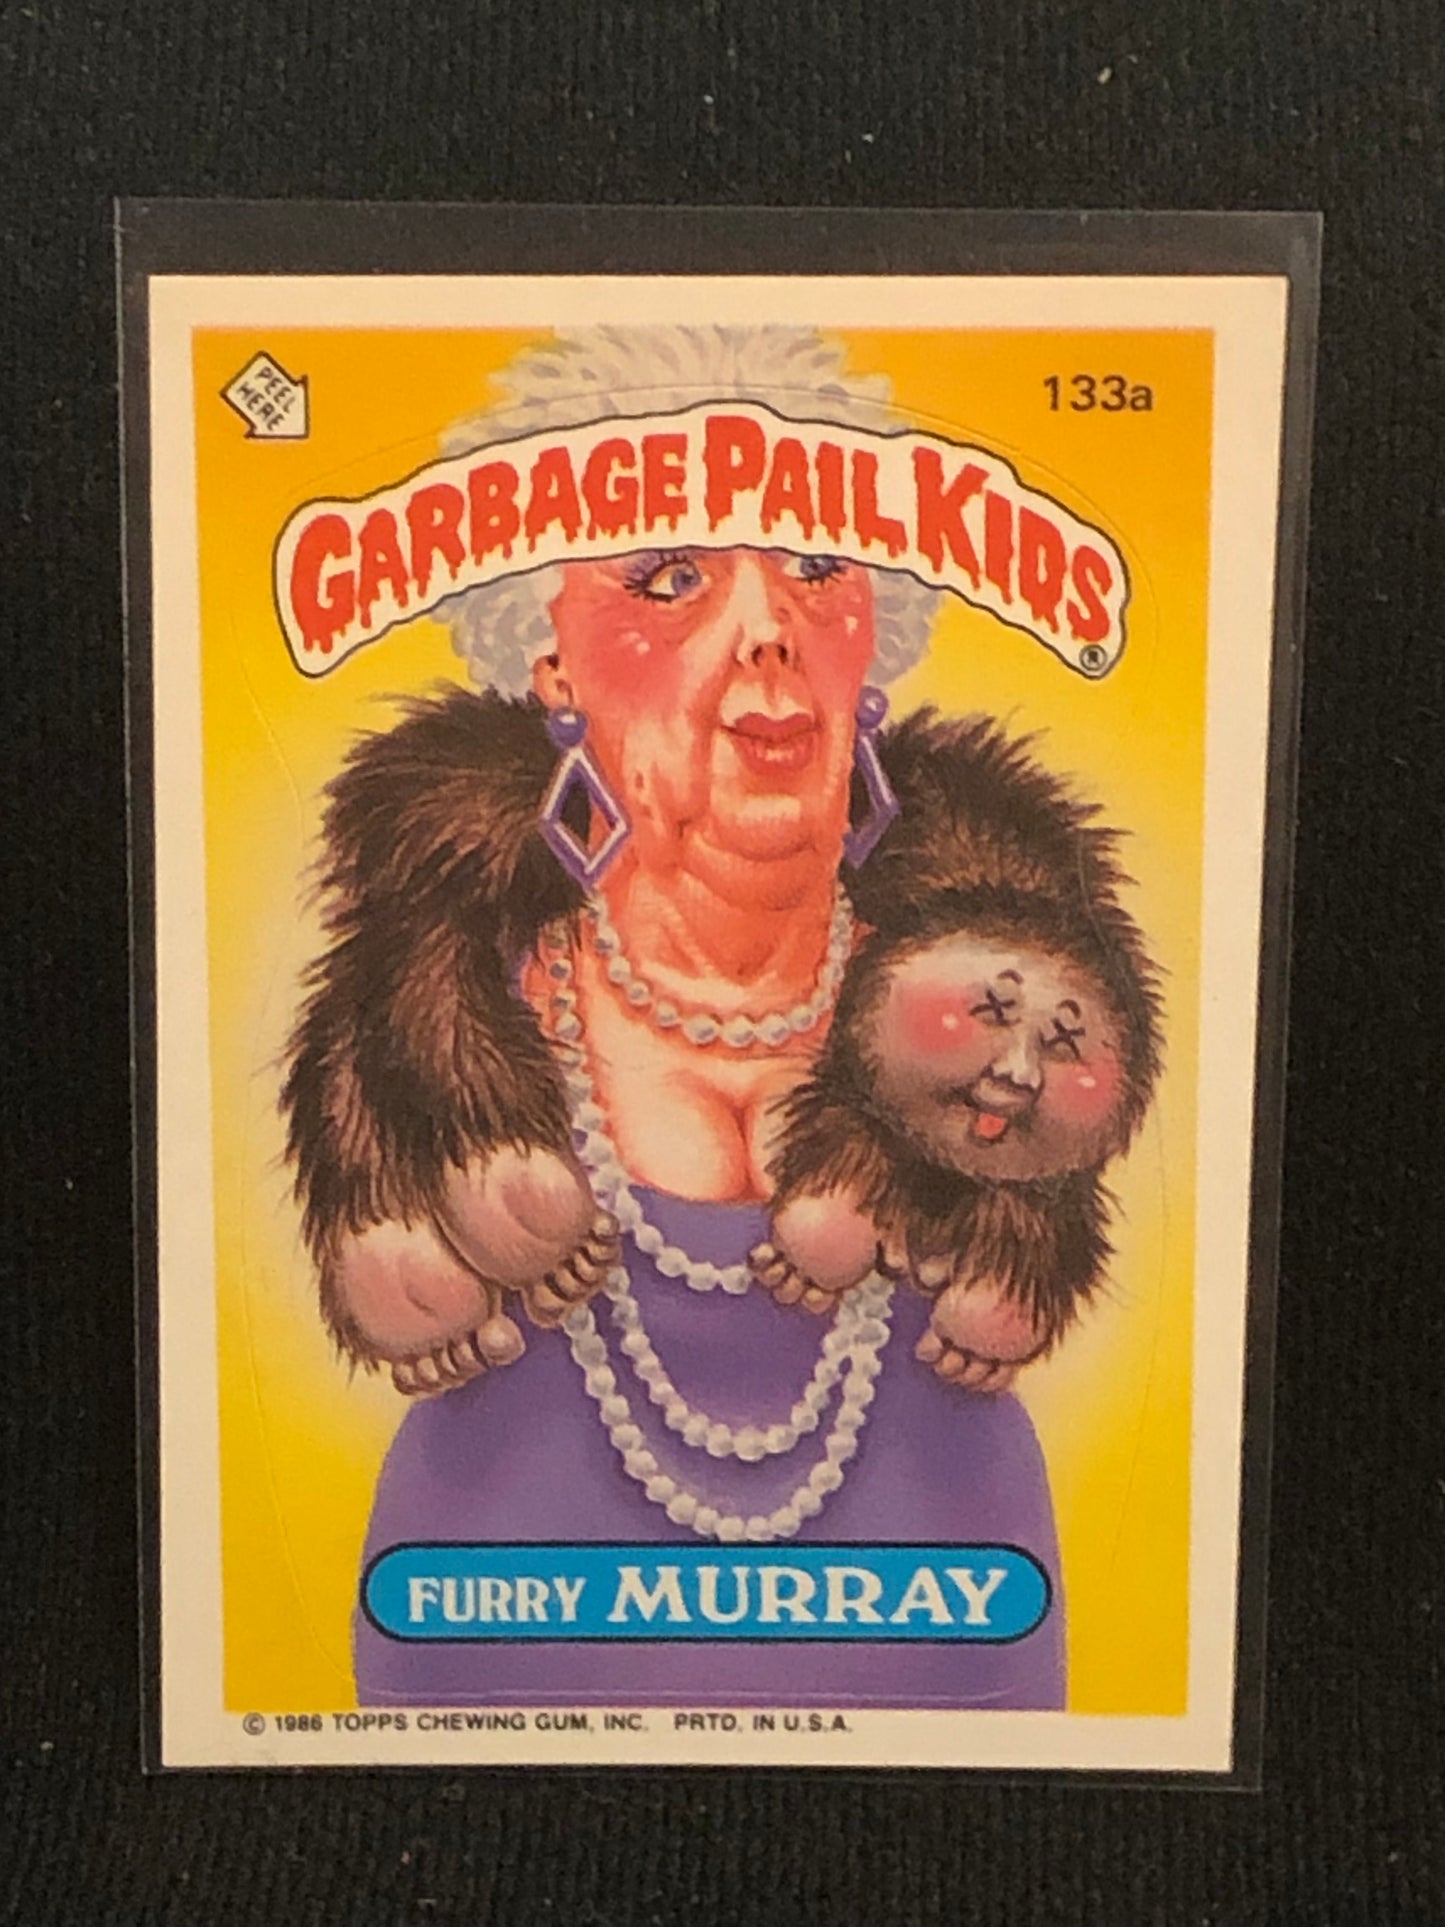 PEEL
HERE
133a
GARBAGE PAIL KIDS®
FURRY MURRAY
© 1986 TOPPS CHEWING GUM, INC. PRTD. IN U.S.A.